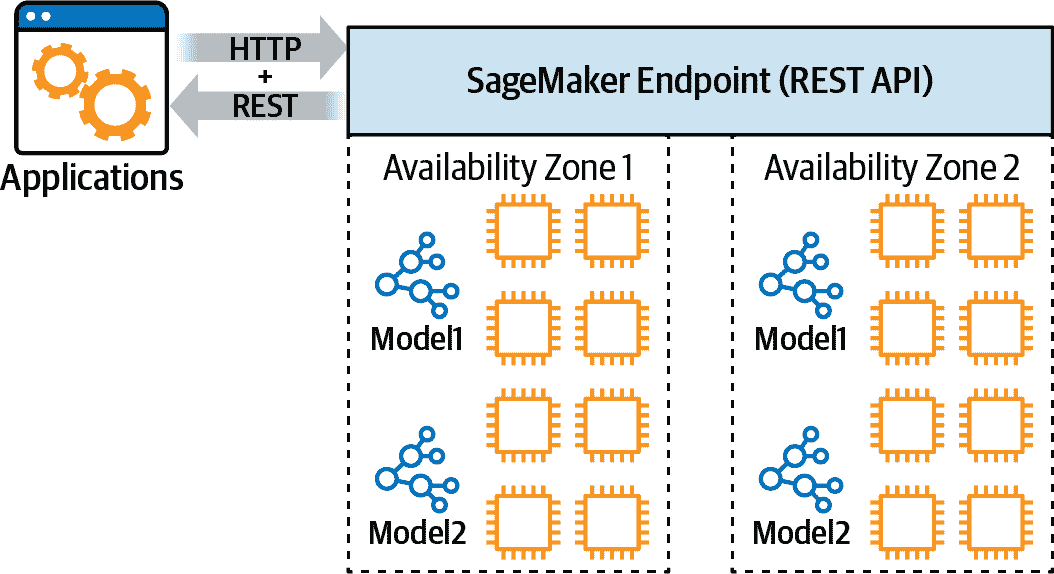 HTTP
+
REST
SageMaker Endpoint (REST API)
Applications
Availability Zone 1
Model1
Model2
Availability Zone 2
Model1
Model2